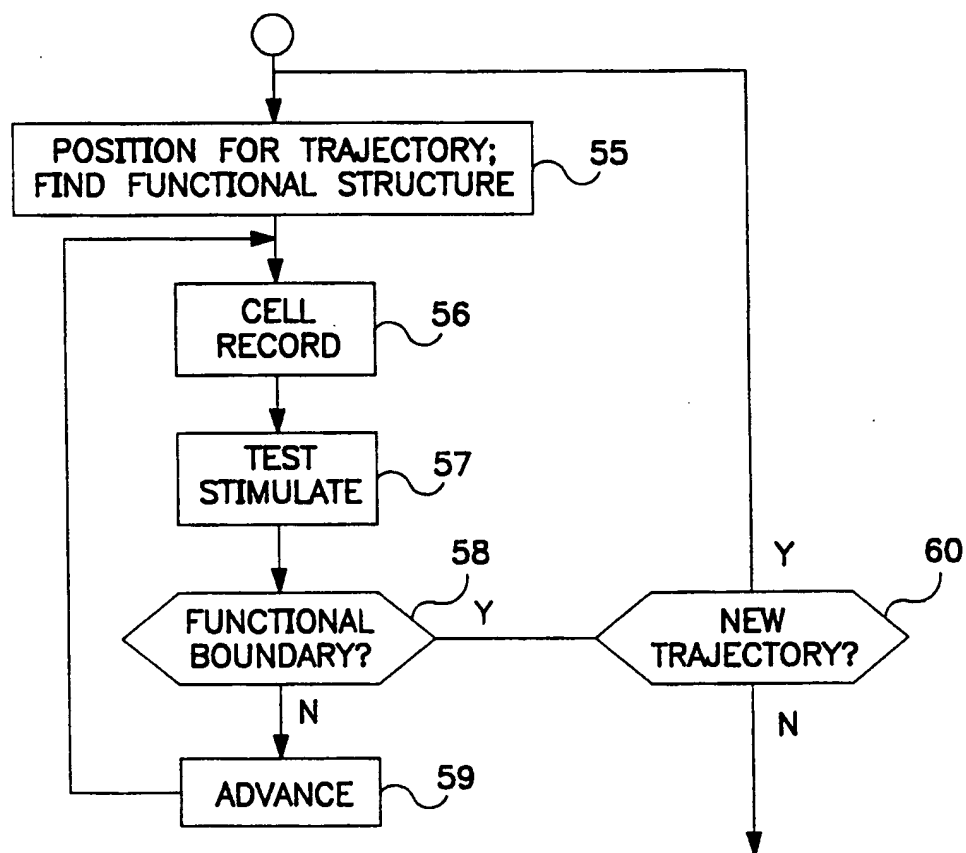 POSITION FOR TRAJECTORY;
FIND FUNCTIONAL STRUCTURE
55
CELL
RECORD
56
TEST
STIMULATE
57
FUNCTIONAL
BOUNDARY?
58
Y
N
ADVANCE
59
NEW
TRAJECTORY?
60
Y
N